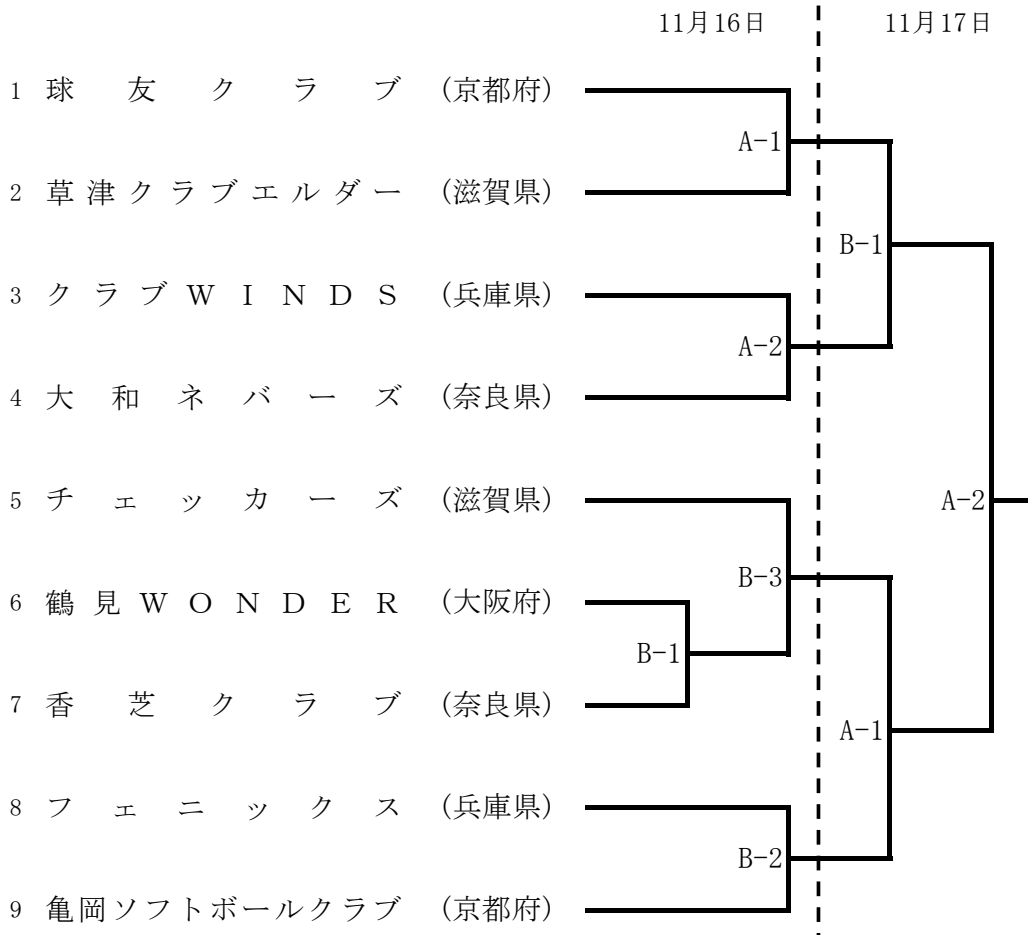 11月16日 11月17日
1 球友クラブ (京都府)
A-1
2 草津クラブエルダー (滋賀県)
B-1
3 クラブWINDS (兵庫県)
A-2
4 大和ネバーズ (奈良県)
5 チェッカーズ (滋賀県)
A-2
B-3
6 鶴見WONDER (大阪府)
B-1
7 香芝クラブ (奈良県)
A-1
8 フェニックス (兵庫県)
B-2
9 亀岡ソフトボールクラブ (京都府)